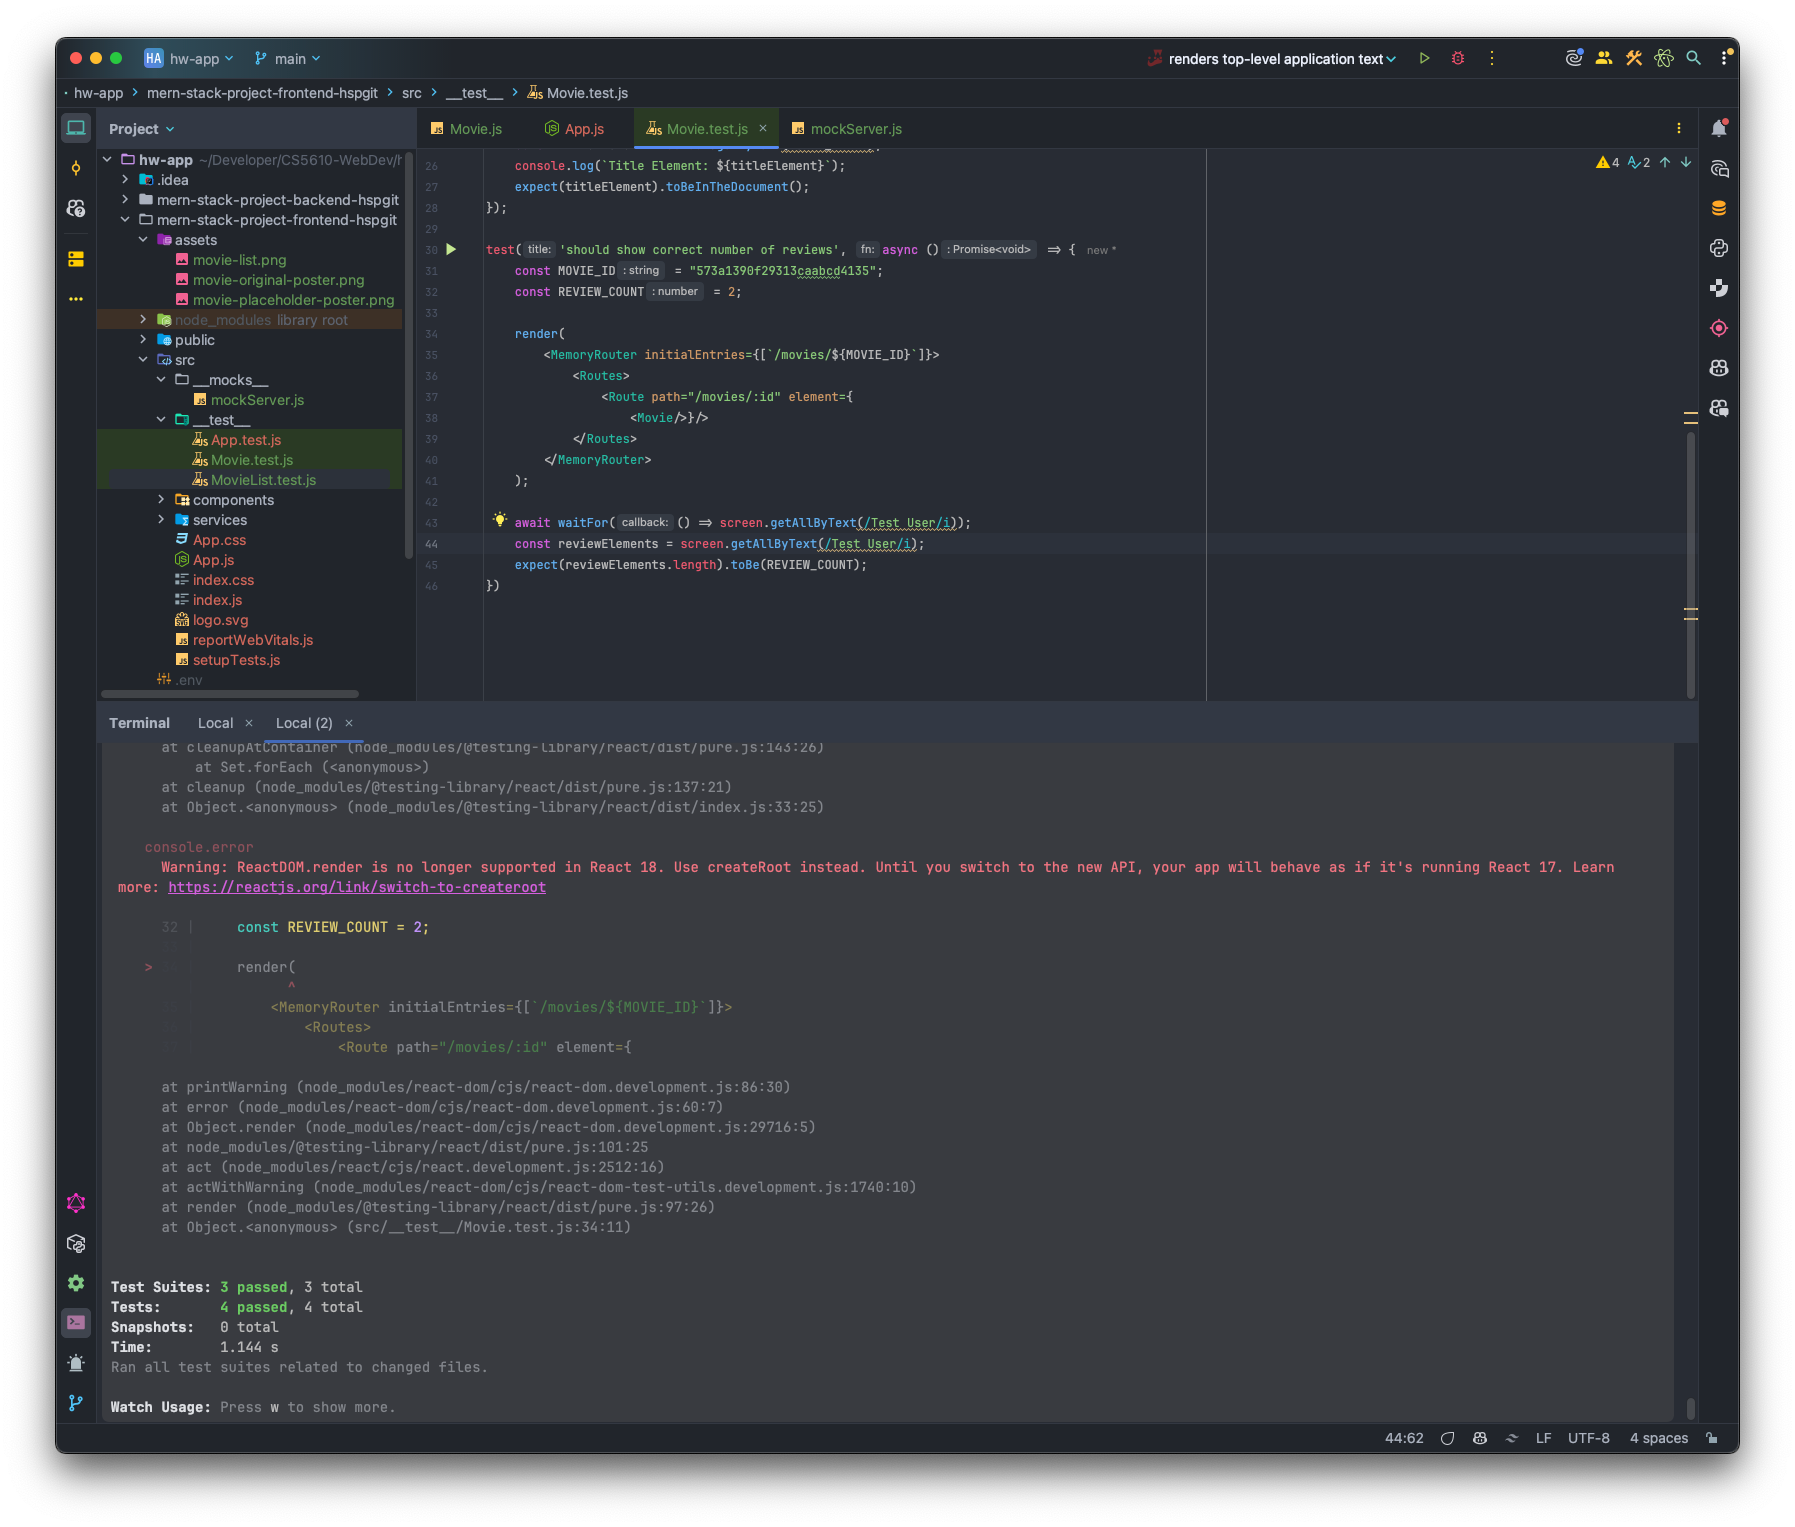 HA hw-app main renders top-level application text
hw-app mern-stack-project-frontend-hspgit src __test__ Movie.test.js
Project
hw-app ~/Developer/CS5610-WebDev/h
.idea
mern-stack-project-backend-hspgit
mern-stack-project-frontend-hspgit
assets
movie-list.png
movie-original-poster.png
movie-placeholder-poster.png
node_modules library root
public
src
__mocks__
mockServer.js
__test__
App.test.js
Movie.test.js
MovieList.test.js
components
services
App.css
App.js
index.css
index.js
logo.svg
reportWebVitals.js
setupTests.js
.env
Movie.js App.js Movie.test.js mockServer.js
4 2
26 console.log(`Title Element: ${titleElement}`);
27 expect(titleElement).toBeInTheDocument();
28 });
29
30 test( title: 'should show correct number of reviews', fn: async () : Promise<void> => { new *
31 const MOVIE_ID : string = "573a1390f29313caabcd4135";
32 const REVIEW_COUNT : number = 2;
33
34 render(
35 <MemoryRouter initialEntries={[`/movies/${MOVIE_ID}`]}>
36 <Routes>
37 <Route path="/movies/:id" element={
38 <Movie/>}/>
39 </Routes>
40 </MemoryRouter>
41 );
42
43 await waitFor( callback: () => screen.getAllByText(/Test User/i));
44 const reviewElements = screen.getAllByText(/Test User/i);
45 expect(reviewElements.length).toBe(REVIEW_COUNT);
46 })
Terminal Local Local (2)
at cleanupAtContainer (node_modules/@testing-library/react/dist/pure.js:143:26)
at Set.forEach (<anonymous>)
at cleanup (node_modules/@testing-library/react/dist/pure.js:137:21)
at Object.<anonymous> (node_modules/@testing-library/react/dist/index.js:33:25)
console.error
Warning: ReactDOM.render is no longer supported in React 18. Use createRoot instead. Until you switch to the new API, your app will behave as if it's running React 17. Learn
more: https://reactjs.org/link/switch-to-createroot
32 | const REVIEW_COUNT = 2;
> render(
^
<MemoryRouter initialEntries={[`/movies/${MOVIE_ID}`]}>
<Routes>
<Route path="/movies/:id" element={
at printWarning (node_modules/react-dom/cjs/react-dom.development.js:86:30)
at error (node_modules/react-dom/cjs/react-dom.development.js:60:7)
at Object.render (node_modules/react-dom/cjs/react-dom.development.js:29716:5)
at node_modules/@testing-library/react/dist/pure.js:101:25
at act (node_modules/react/cjs/react.development.js:2512:16)
at actWithWarning (node_modules/react-dom/cjs/react-dom-test-utils.development.js:1740:10)
at render (node_modules/@testing-library/react/dist/pure.js:97:26)
at Object.<anonymous> (src/__test__/Movie.test.js:34:11)
Test Suites: 3 passed, 3 total
Tests: 4 passed, 4 total
Snapshots: 0 total
Time: 1.144 s
Ran all test suites related to changed files.
Watch Usage: Press w to show more.
44:62 LF UTF-8 4 spaces